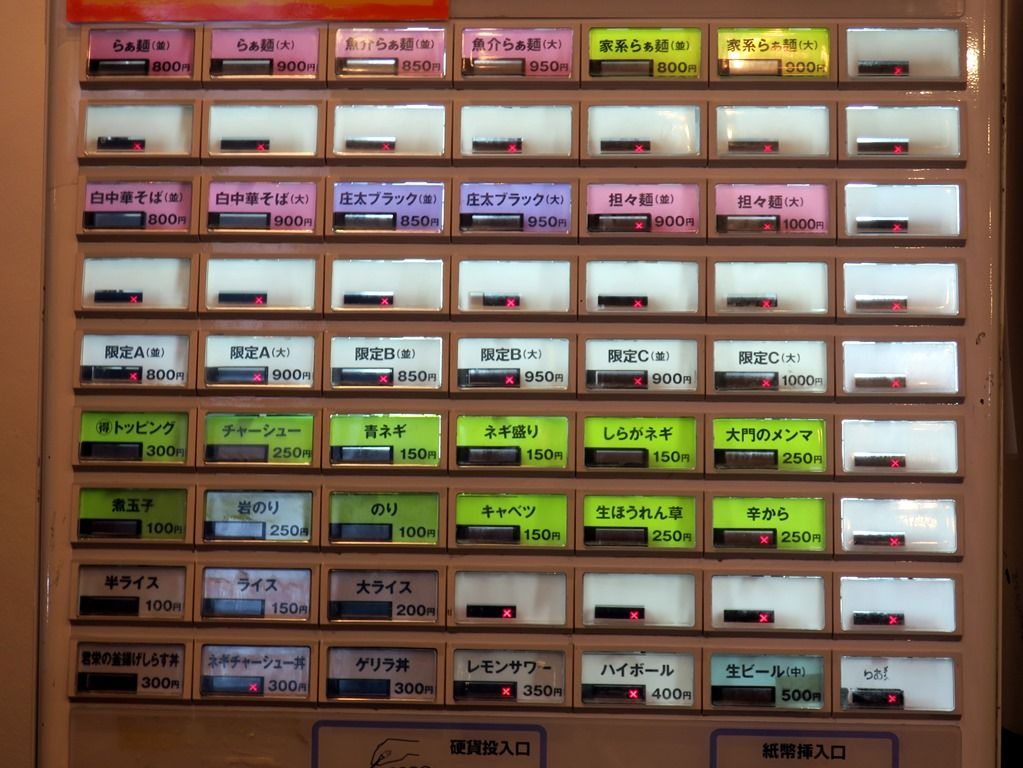 らぁ麺(並) 800円
らぁ麺(大) 900円
魚介らぁ麺(並) 850円
魚介らぁ麺(大) 950円
家系らぁ麺(並) 800円
家系らぁ麺(大) 900円
白中華そば(並) 800円
白中華そば(大) 900円
庄太ブラック(並) 850円
庄太ブラック(大) 950円
担々麺(並) 900円
担々麺(大) 1000円
限定A(並) 800円
限定A(大) 900円
限定B(並) 850円
限定B(大) 950円
限定C(並) 900円
限定C(大) 1000円
㊝トッピング 300円
チャーシュー 250円
青ネギ 150円
ネギ盛り 150円
しらがネギ 150円
大門のメンマ 250円
煮玉子 100円
岩のり 250円
のり 100円
キャベツ 150円
生ほうれん草 250円
辛から 250円
半ライス 100円
ライス 150円
大ライス 200円
君栄の釜揚げしらす丼 300円
ネギチャーシュー丼 300円
ゲリラ丼 300円
レモンサワー 350円
ハイボール 400円
生ビール(中) 500円
硬貨投入口
紙幣挿入口